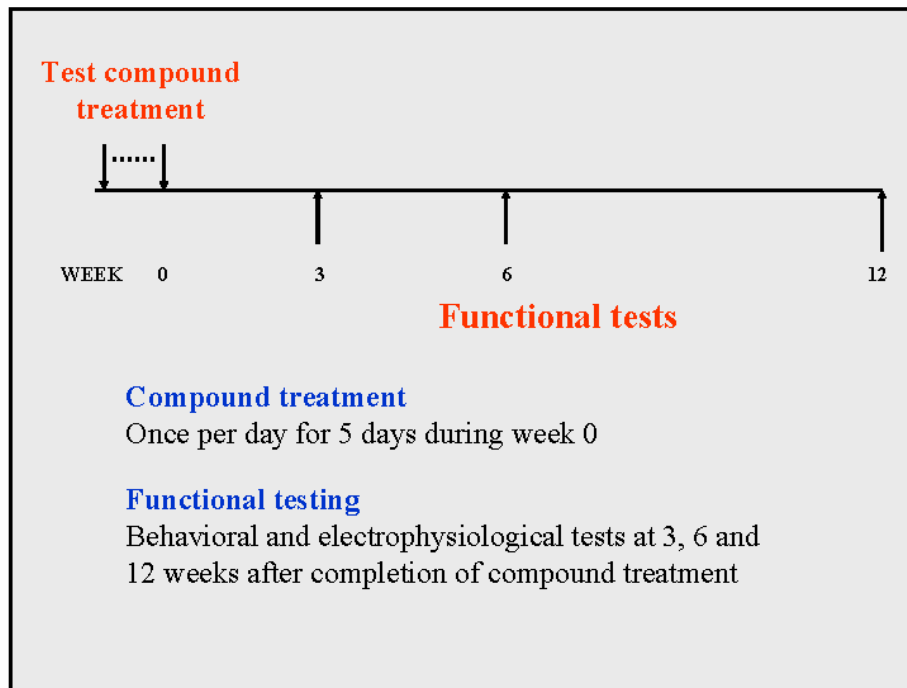 Test compound
treatment
WEEK 0 3 6 12
Functional tests
Compound treatment
Once per day for 5 days during week 0
Functional testing
Behavioral and electrophysiological tests at 3, 6 and
12 weeks after completion of compound treatment